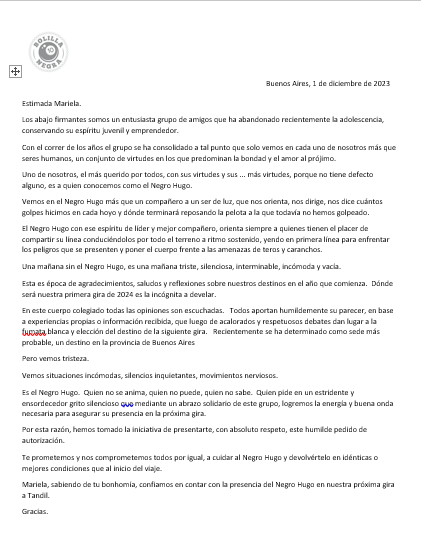 BOLILLA
NEGRA
Buenos Aires, 1 de diciembre de 2023
Estimada Mariela.
Los abajo firmantes somos un entusiasta grupo de amigos que ha abandonado recientemente la adolescencia,
conservando su espíritu juvenil y emprendedor.
Con el correr de los años el grupo se ha consolidado a tal punto que solo vemos en cada uno de nosotros más que
seres humanos, un conjunto de virtudes en los que predominan la bondad y el amor al prójimo.
Uno de nosotros, el más querido por todos, con sus virtudes y sus ... más virtudes, porque no tiene defecto
alguno, es a quien conocemos como el Negro Hugo.
Vemos en el Negro Hugo más que un compañero a un ser de luz, que nos orienta, nos dirige, nos dice cuántos
golpes hicimos en cada hoyo y dónde terminará reposando la pelota a la que todavía no hemos golpeado.
El Negro Hugo con ese espíritu de líder y mejor compañero, orienta siempre a quienes tienen el placer de
compartir su línea conduciéndolos por todo el terreno a ritmo sostenido, yendo en primera línea para enfrentar
los peligros que se presenten y poner el cuerpo frente a las amenazas de teros y caranchos.
Una mañana sin el Negro Hugo, es una mañana triste, silenciosa, interminable, incómoda y vacía.
Esta es época de agradecimientos, saludos y reflexiones sobre nuestros destinos en el año que comienza. Dónde
será nuestra primera gira de 2024 es la incógnita a develar.
En este cuerpo colegiado todas las opiniones son escuchadas. Todos aportan humildemente su parecer, en base
a experiencias propias o información recibida, que luego de acalorados y respetuosos debates dan lugar a la
fumata blanca y elección del destino de la siguiente gira. Recientemente se ha determinado como sede más
probable, un destino en la provincia de Buenos Aires
Pero vemos tristeza.
Vemos situaciones incómodas, silencios inquietantes, movimientos nerviosos.
Es el Negro Hugo. Quien no se anima, quien no puede, quien no sabe. Quien pide en un estridente y
ensordecedor grito silencioso que mediante un abrazo solidario de este grupo, logremos la energía y buena onda
necesaria para asegurar su presencia en la próxima gira.
Por esta razón, hemos tomado la iniciativa de presentarte, con absoluto respeto, este humilde pedido de
autorización.
Te prometemos y nos comprometemos todos por igual, a cuidar al Negro Hugo y devolvértelo en idénticas o
mejores condiciones que al inicio del viaje.
Mariela, sabiendo de tu bonhomía, confiamos en contar con la presencia del Negro Hugo en nuestra próxima gira
a Tandil.
Gracias.